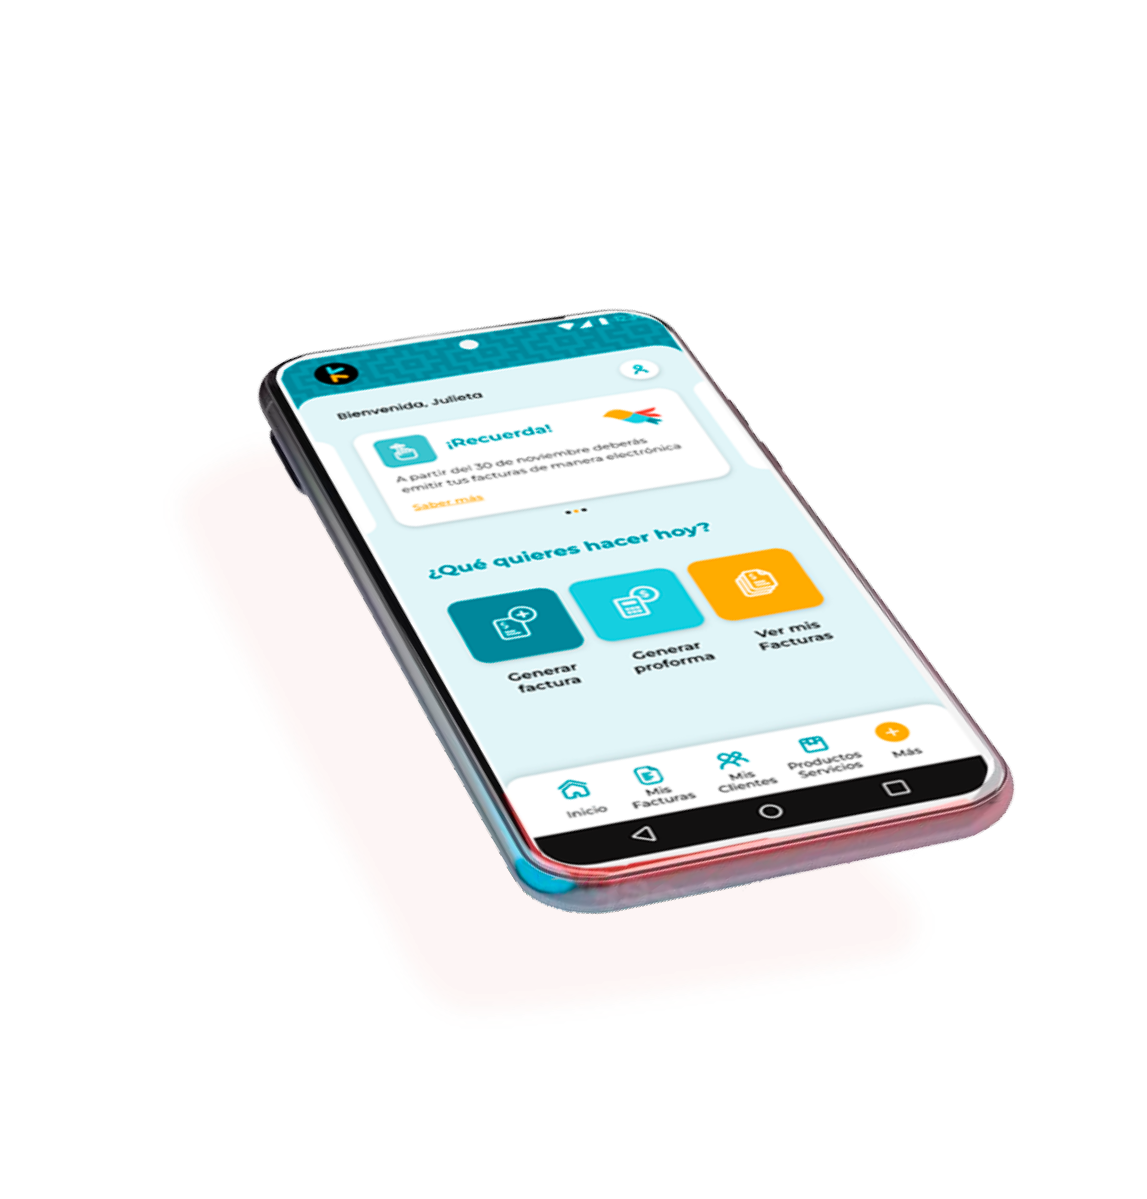 Bienvenida, Julieta
¡Recuerda!
A partir del 30 de noviembre deberás
emitir tus facturas de manera electrónica
Saber más
¿Qué quieres hacer hoy?
Generar
factura
Generar
proforma
Ver mis
Facturas
Inicio
Mis
Facturas
Mis
Clientes
Productos
Servicios
Más